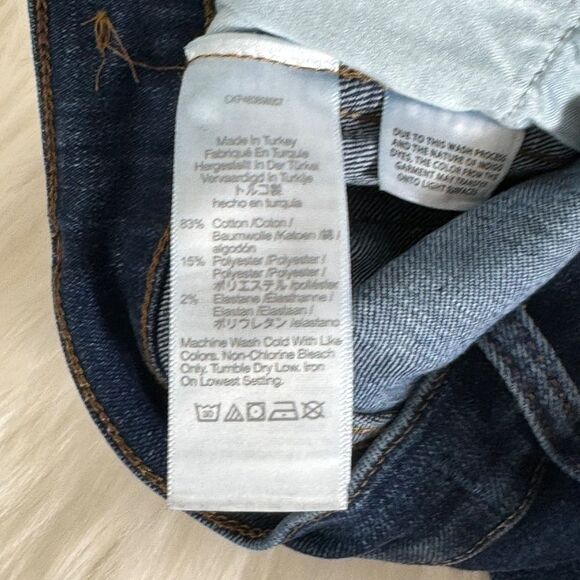 Made in Turkey
Fabriqué En Turquie
Hergestellt In Der Türkei
Vervaardigd In Turkije
トルコ製
hecho en turquía
83% Cotton /Coton /
Baumwolle /Katoen /綿 /
algodón
15% Polyester /Polyester /
Polyester /Polyester /
ポリエステル /poliéster
2% Elastane /Elasthanne /
Elastan /Elastaan /
ポリウレタン /elastano
Machine Wash Cold With Like
Colors. Non-Chlorine Bleach
Only. Tumble Dry Low. Iron
On Lowest Setting.
DUE TO THIS WASH PROCESS
AND THE NATURE OF
DYES, THE COLOR FROM
GARMENT MAY TRANSFER
ONTO LIGHT SURFACES